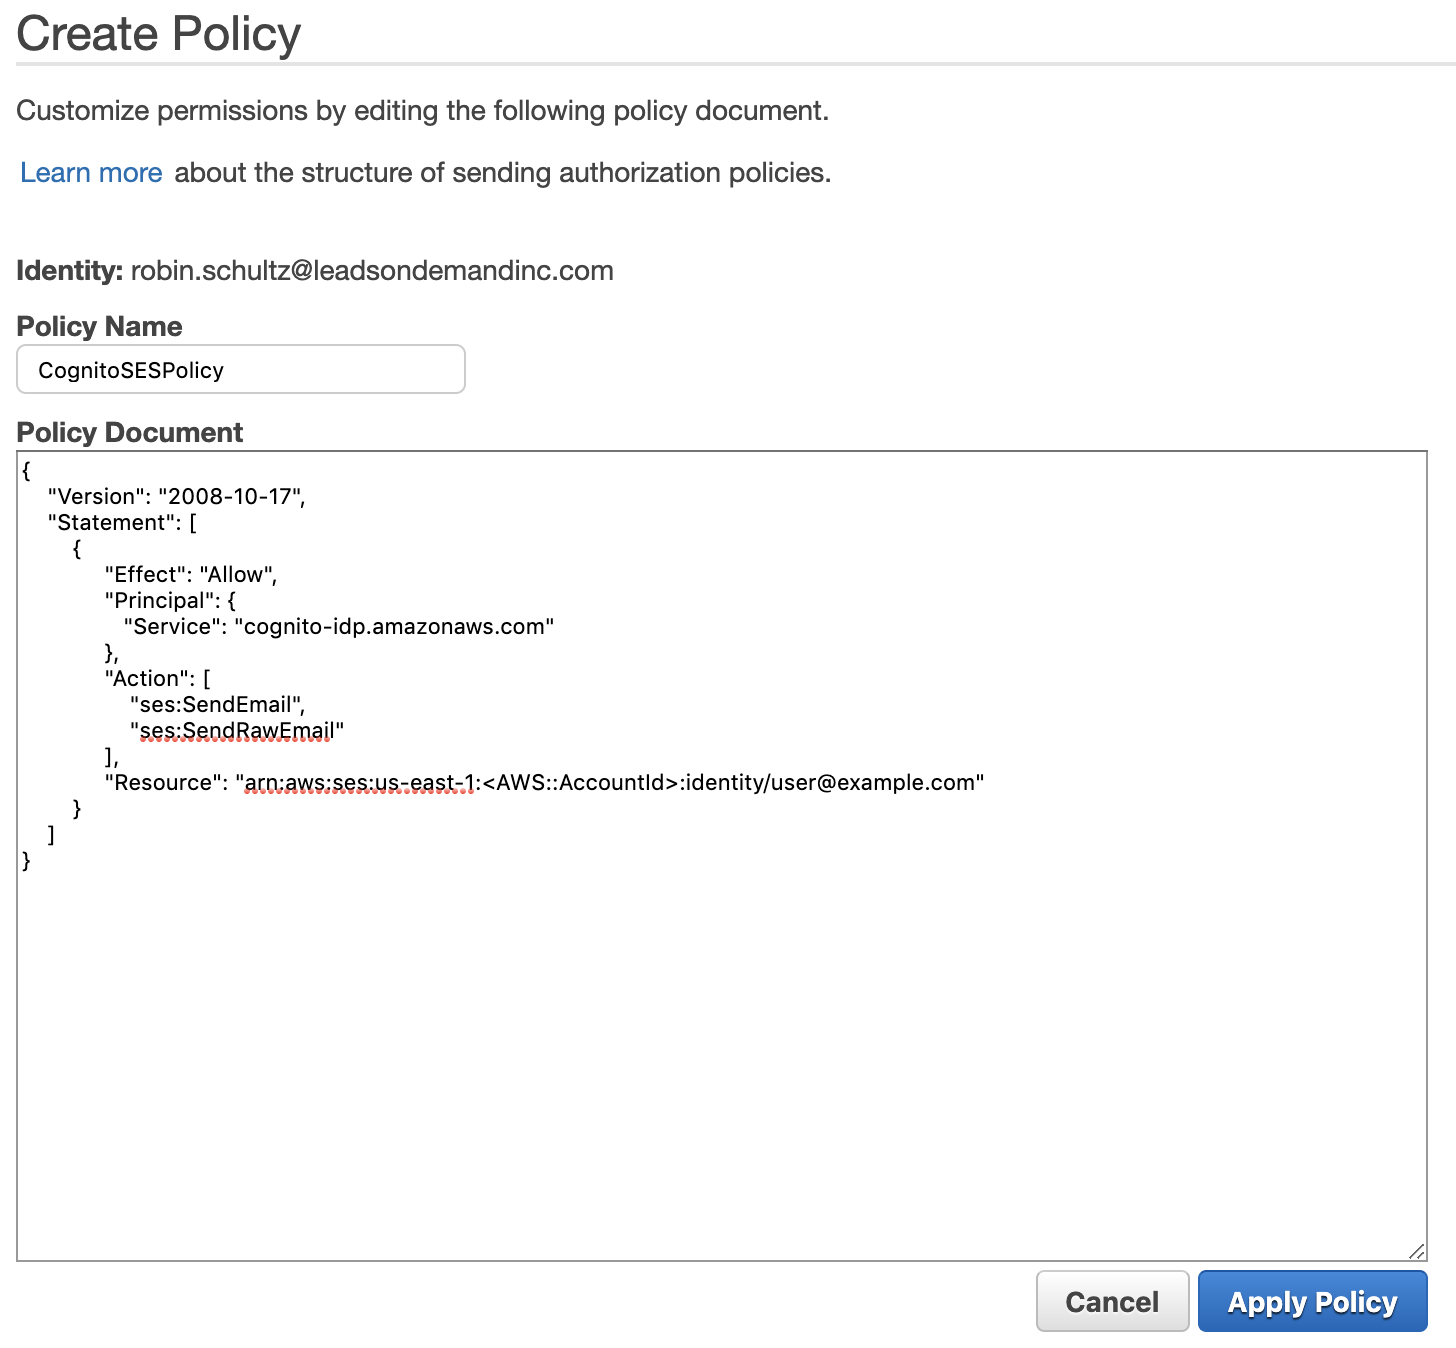 Create Policy
Customize permissions by editing the following policy document.
Learn more about the structure of sending authorization policies.
Identity: robin.schultz@leadsondemandinc.com
Policy Name
CognitoSESPolicy
Policy Document
{
"Version": "2008-10-17",
"Statement": [
{
"Effect": "Allow",
"Principal": {
"Service": "cognito-idp.amazonaws.com"
},
"Action": [
"ses:SendEmail",
"ses:SendRawEmail"
],
"Resource": "arn:aws:ses:us-east-1:<AWS::AccountId>:identity/user@example.com"
}
]
}
Cancel Apply Policy